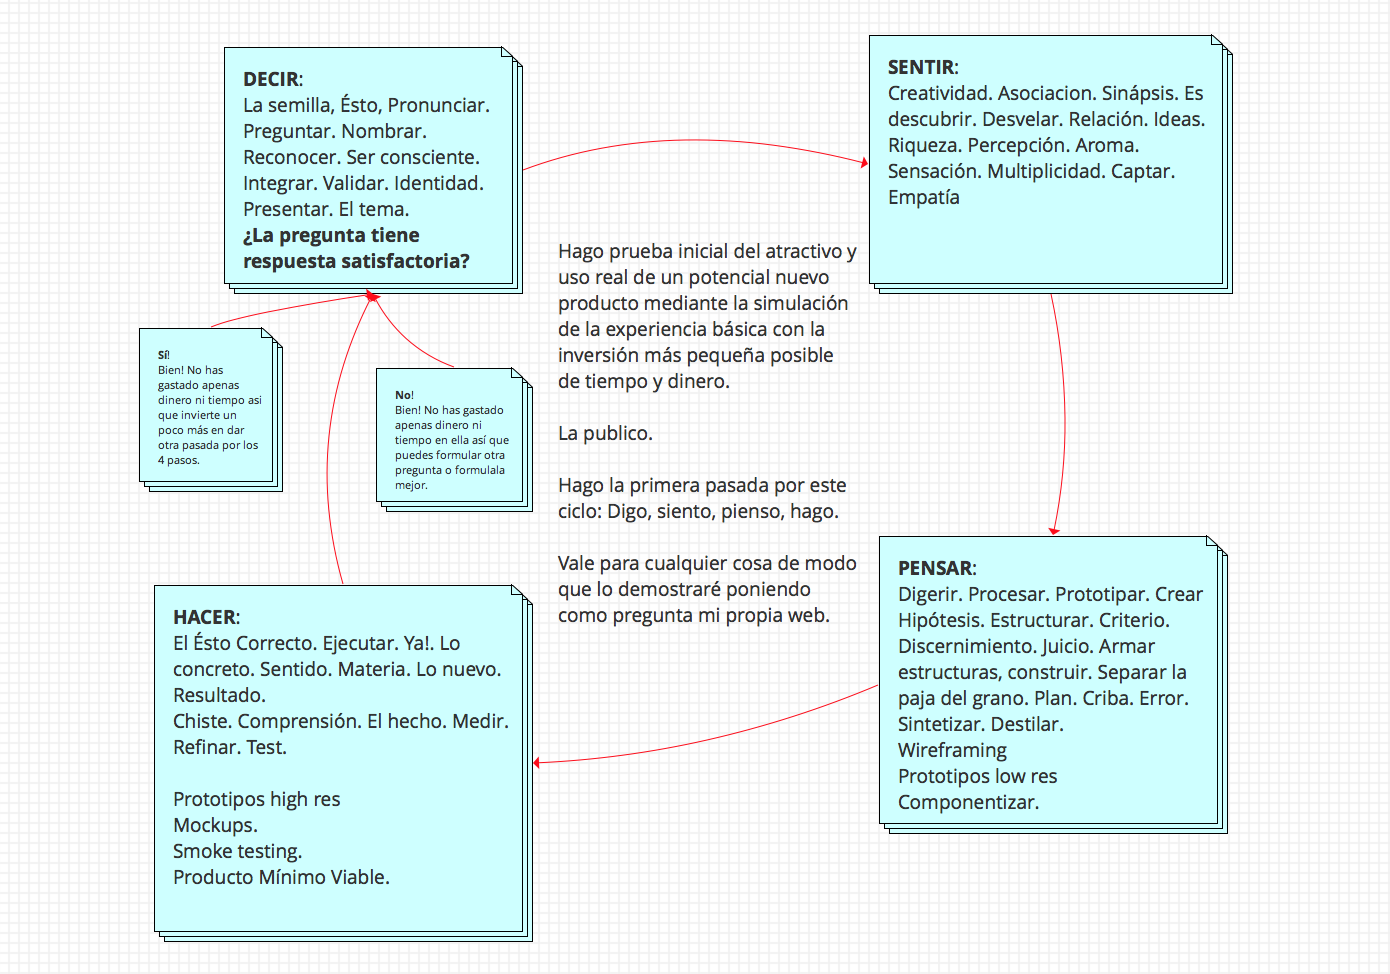 DECIR:
La semilla, Ésto, Pronunciar.
Preguntar. Nombrar.
Reconocer. Ser consciente.
Integrar. Validar. Identidad.
Presentar. El tema.
¿La pregunta tiene
respuesta satisfactoria?
SENTIR:
Creatividad. Asociacion. Sinápsis. Es
descubrir. Desvelar. Relación. Ideas.
Riqueza. Percepción. Aroma.
Sensación. Multiplicidad. Captar.
Empatía
Hago prueba inicial del atractivo y
uso real de un potencial nuevo
producto mediante la simulación
de la experiencia básica con la
inversión más pequeña posible
de tiempo y dinero.
La publico.
Hago la primera pasada por este
ciclo: Digo, siento, pienso, hago.
Vale para cualquier cosa de modo
que lo demostraré poniendo
como pregunta mi propia web.
Sí!
Bien! No has
gastado apenas
dinero ni tiempo asi
que invierte un
poco más en dar
otra pasada por los
4 pasos.
No!
Bien! No has gastado
apenas dinero ni
tiempo en ella así que
puedes formular otra
pregunta o formulala
mejor.
PENSAR:
Digerir. Procesar. Prototipar. Crear
Hipótesis. Estructurar. Criterio.
Discernimiento. Juicio. Armar
estructuras, construir. Separar la
paja del grano. Plan. Criba. Error.
Sintetizar. Destilar.
Wireframing
Prototipos low res
Componentizar.
HACER:
El Ésto Correcto. Ejecutar. Ya!. Lo
concreto. Sentido. Materia. Lo nuevo.
Resultado.
Chiste. Comprensión. El hecho. Medir.
Refinar. Test.
Prototipos high res
Mockups.
Smoke testing.
Producto Mínimo Viable.